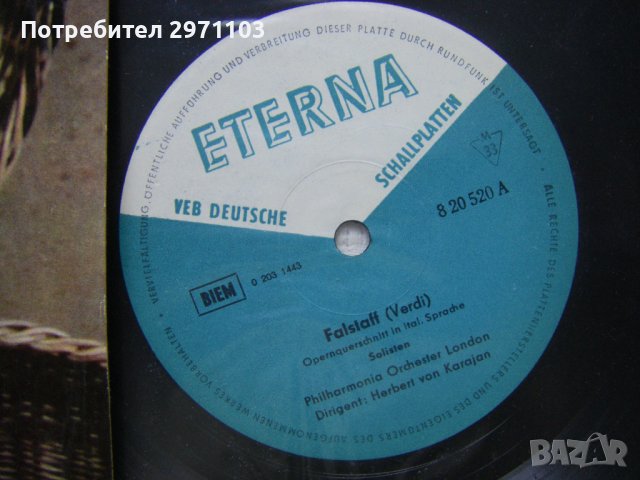 Потребител 2971103
VERVIELFÄLTIGUNG, ÖFFENTLICHE AUFFÜHRUNG UND VERBREITUNG DIESER PLATTE DURCH RUNDFUNK IST UNTERSAGT • ALLE RECHTE DES PLATTENHERSTELLERS UND DES EIGENTÜMERS DES AUFGENOMMENEN WERKES VORBEHALTEN •
ETERNA
VEB DEUTSCHE SCHALLPLATTEN
M
33
8 20 520 A
BIEM
0 203 1443
Falstaff (Verdi)
Opernquerschnitt in ital. Sprache
Solisten
Philharmonia Orchester London
Dirigent: Herbert von Karajan
BAZAR